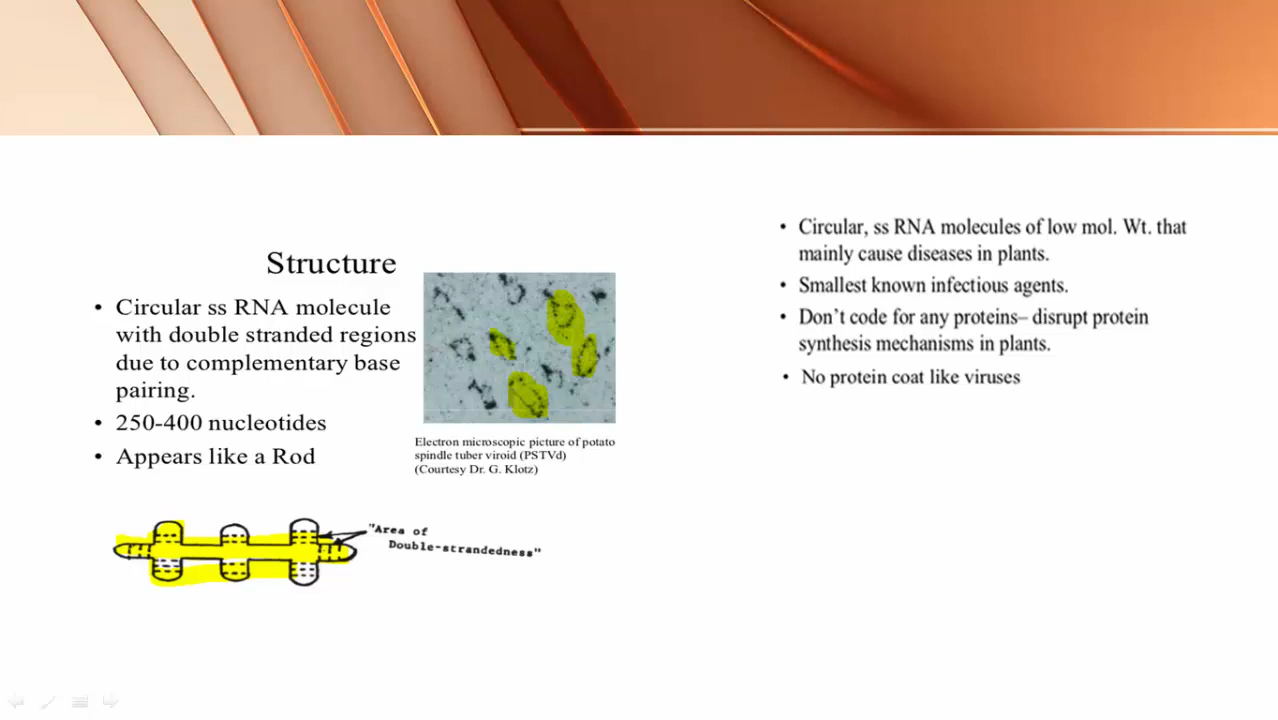 Structure
• Circular ss RNA molecule
with double stranded regions
due to complementary base
pairing.
• 250-400 nucleotides
• Appears like a Rod
Electron microscopic picture of potato
spindle tuber viroid (PSTVd)
(Courtesy Dr. G. Klotz)
"Area of
Double-strandedness"
• Circular, ss RNA molecules of low mol. Wt. that
mainly cause diseases in plants.
• Smallest known infectious agents.
• Don't code for any proteins– disrupt protein
synthesis mechanisms in plants.
• No protein coat like viruses